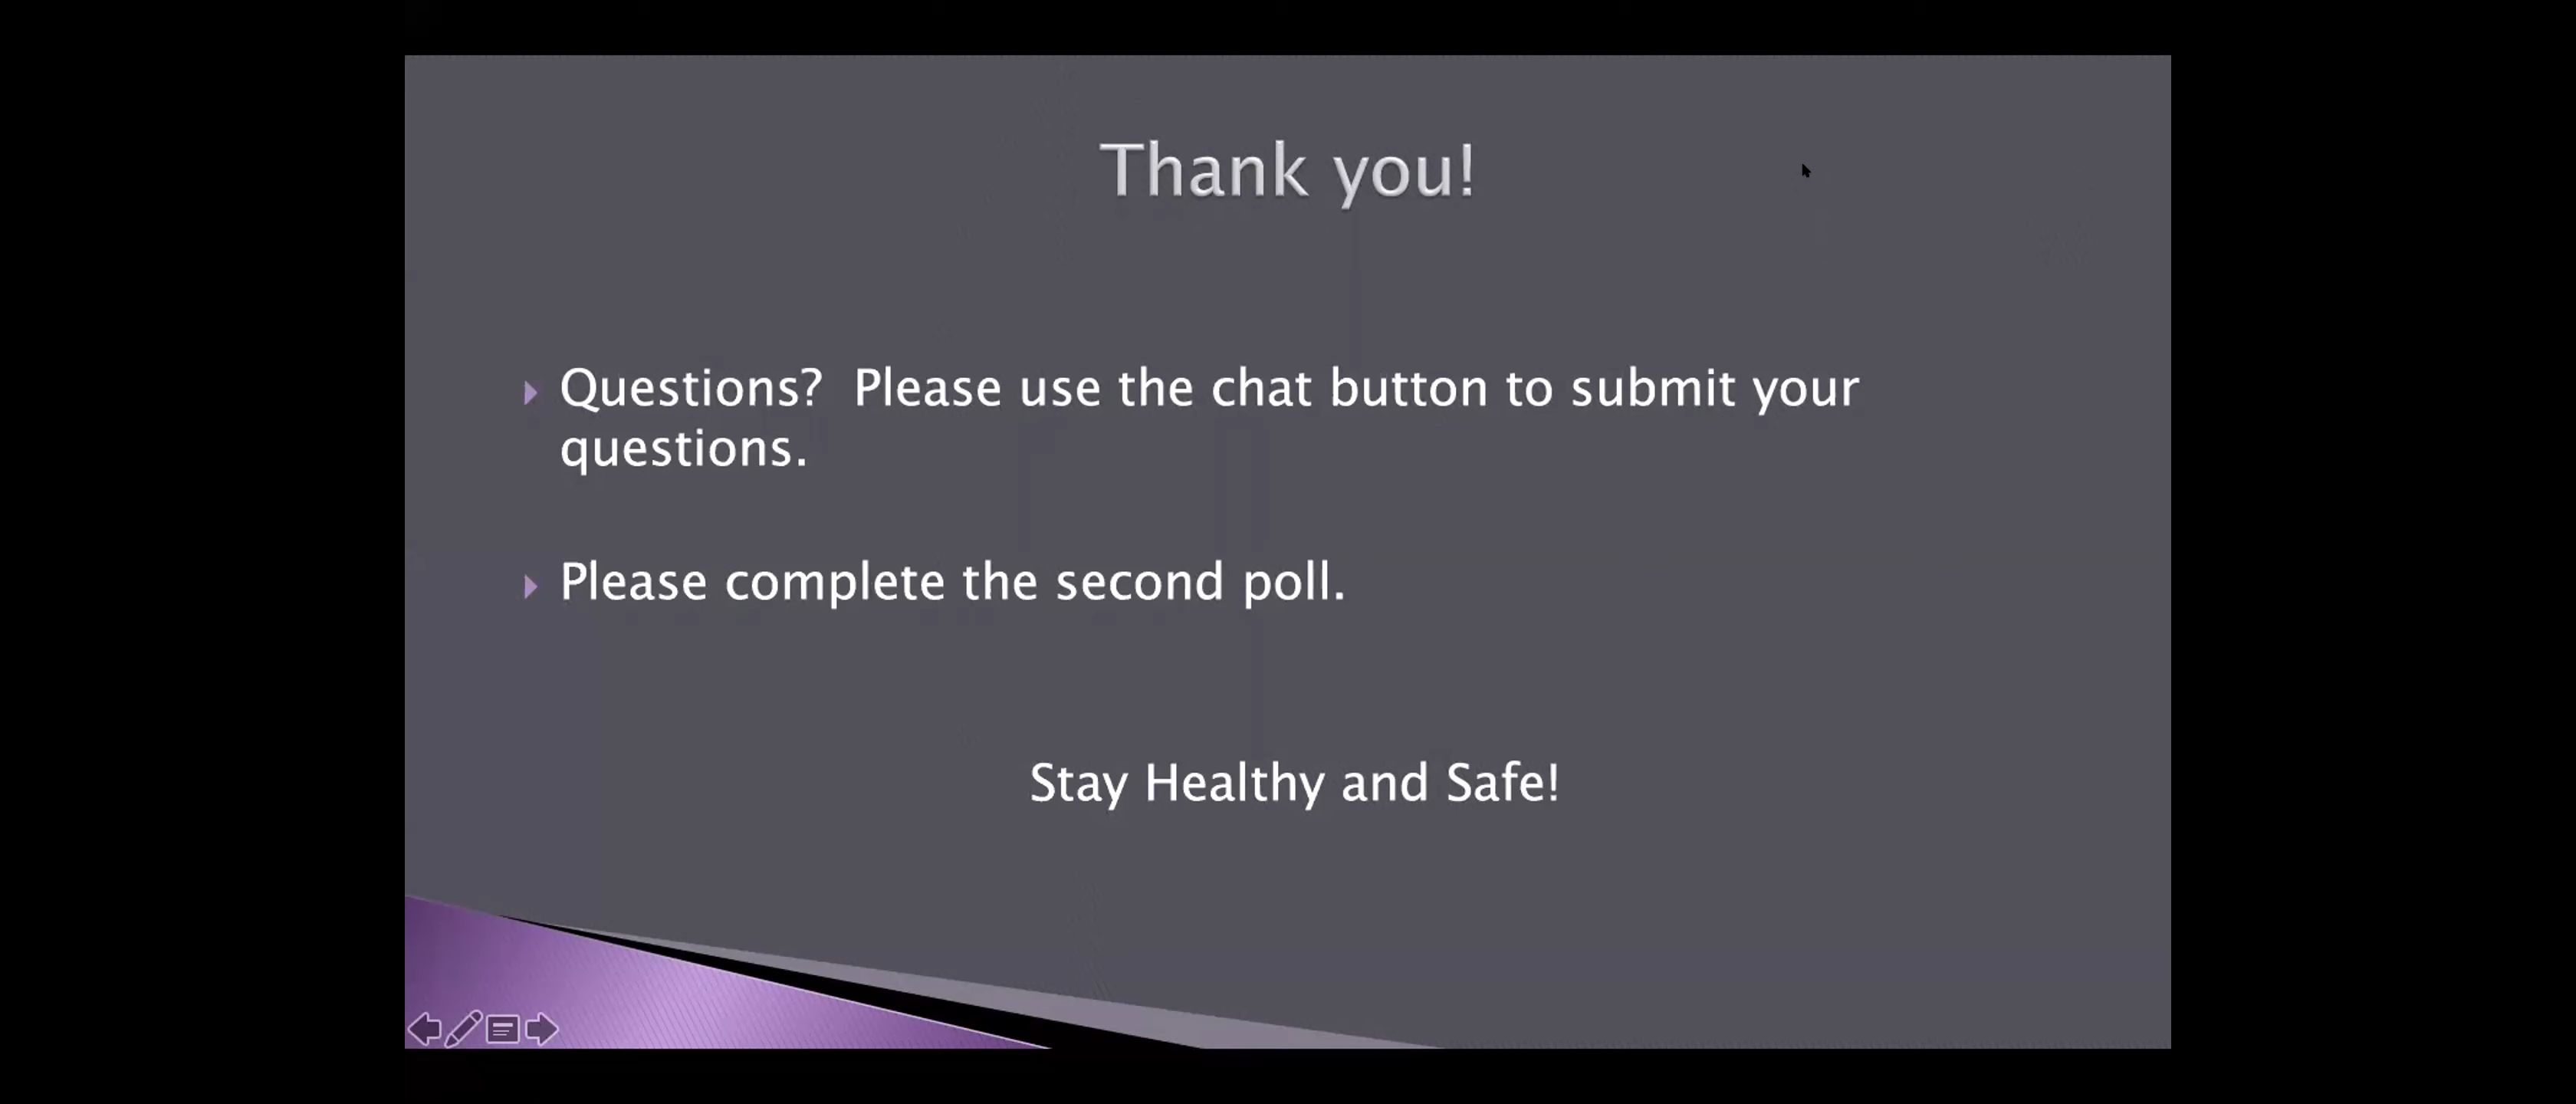 Thank you!
Questions?  Please use the chat button to submit your
questions.
Please complete the second poll.
Stay Healthy and Safe!